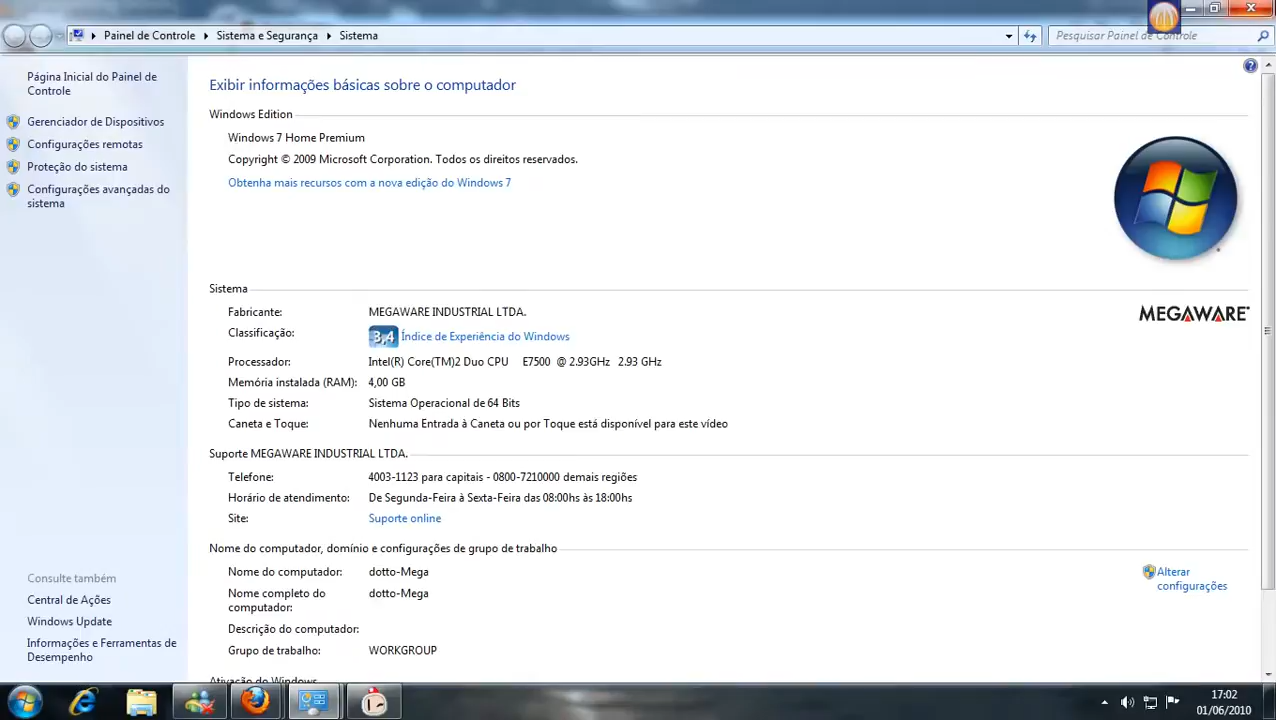 Painel de Controle
Sistema e Segurança
Sistema
Pesquisar Painel de Controle
Página Inicial do Painel de
Controle
Gerenciador de Dispositivos
Configurações remotas
Proteção do sistema
Configurações avançadas do
sistema
Exibir informações básicas sobre o computador
Windows Edition
Windows 7 Home Premium
Copyright © 2009 Microsoft Corporation. Todos os direitos reservados.
Obtenha mais recursos com a nova edição do Windows 7
Sistema
Fabricante: MEGAWARE INDUSTRIAL LTDA.
MEGAWARE
Classificação: 3,4 Índice de Experiência do Windows
Processador: Intel(R) Core(TM)2 Duo CPU E7500 @ 2.93GHz 2.93 GHz
Memória instalada (RAM): 4,00 GB
Tipo de sistema: Sistema Operacional de 64 Bits
Caneta e Toque: Nenhuma Entrada à Caneta ou por Toque está disponível para este vídeo
Suporte MEGAWARE INDUSTRIAL LTDA.
Telefone: 4003-1123 para capitais - 0800-7210000 demais regiões
Horário de atendimento: De Segunda-Feira à Sexta-Feira das 08:00hs às 18:00hs
Site: Suporte online
Nome do computador, domínio e configurações de grupo de trabalho
Nome do computador: dotto-Mega
Alterar
configurações
Nome completo do
computador: dotto-Mega
Descrição do computador:
Grupo de trabalho: WORKGROUP
Ativação do Windows
Consulte também
Central de Ações
Windows Update
Informações e Ferramentas de
Desempenho
17:02
01/06/2010